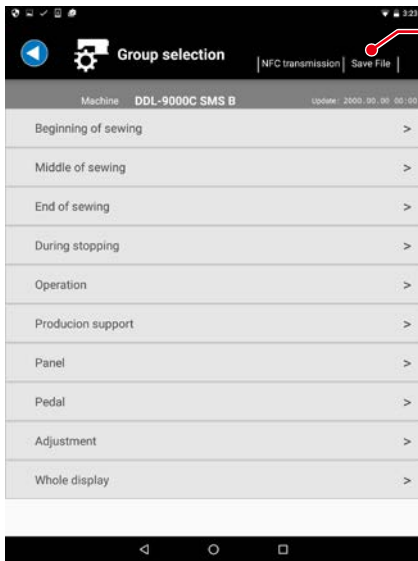 3:23
Group selection
NFC transmission Save File
Machine DDL-9000C SMS B Update: 2000.00.00 00:00
Beginning of sewing >
Middle of sewing >
End of sewing >
During stopping >
Operation >
Producion support >
Panel >
Pedal >
Adjustment >
Whole display >